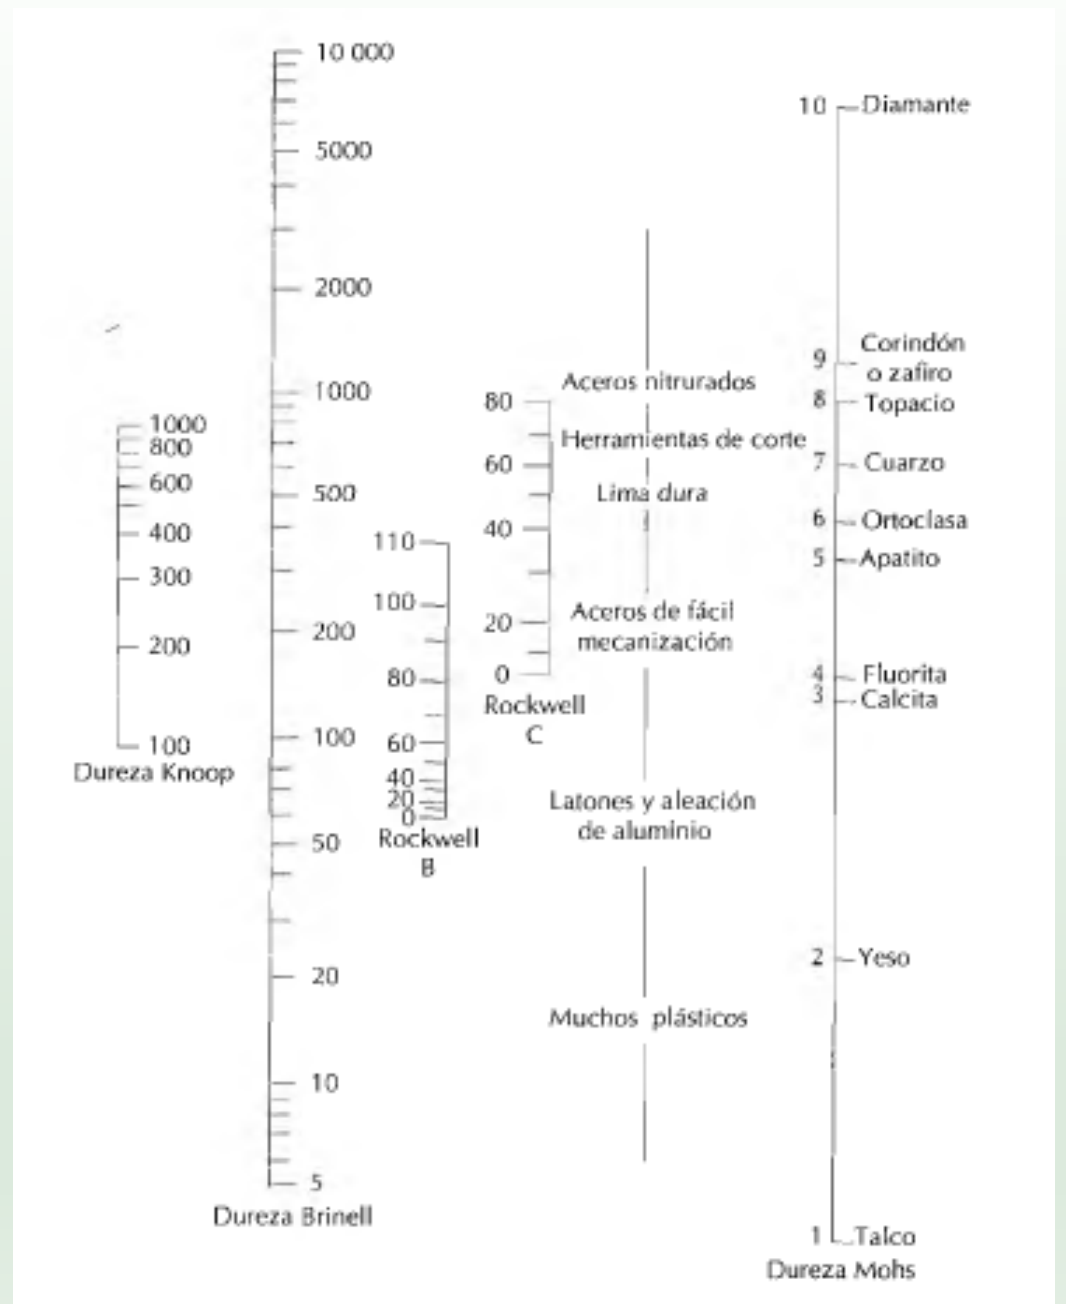 1000
800
600
400
300
200
100
Dureza Knoop
10 000
5000
2000
1000
500
200
100
50
20
10
5
Dureza Brinell
110
100
80
60
40
20
0
Rockwell
B
80
60
40
20
0
Rockwell
C
Aceros nitrurados
Herramientas de corte
Lima dura
Aceros de fácil
mecanización
Latones y aleación
de aluminio
Muchos plásticos
10 Diamante
9 Corindón
o zafiro
8 Topacio
7 Cuarzo
6 Ortoclasa
5 Apatito
4 Fluorita
3 Calcita
2 Yeso
1 Talco
Dureza Mohs